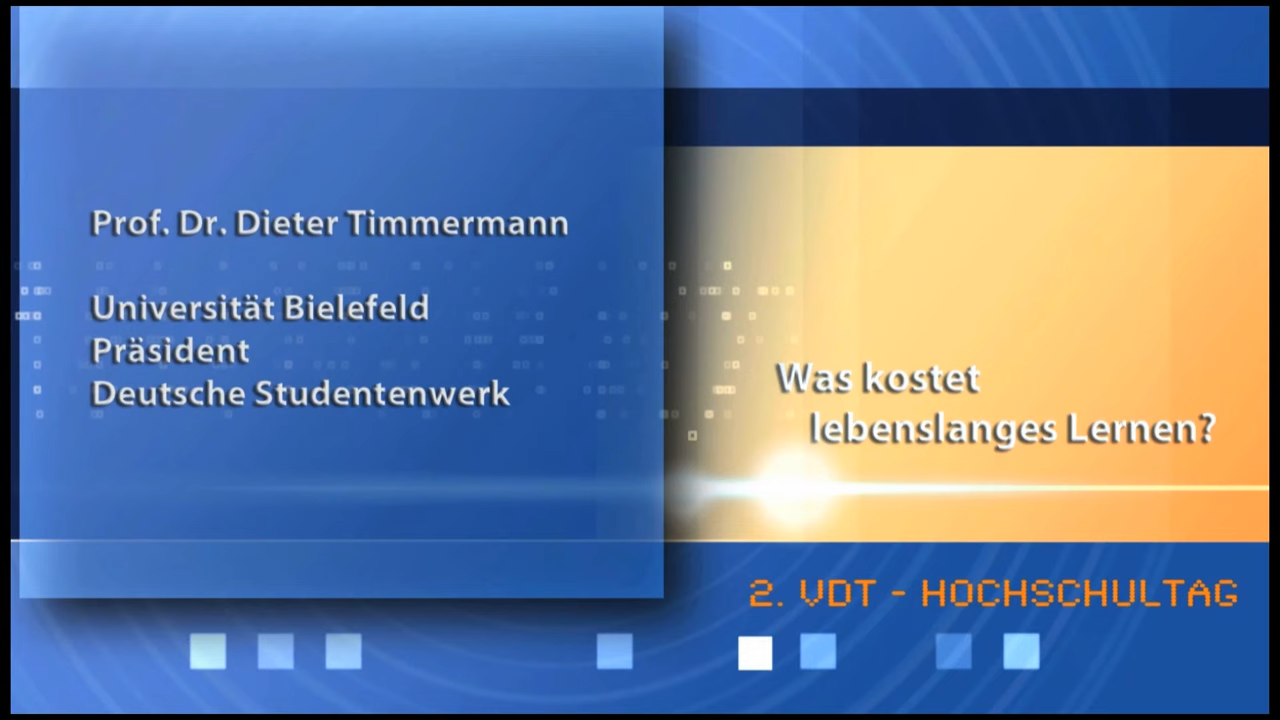 Prof. Dr. Dieter Timmermann
Universität Bielefeld
Präsident
Deutsche Studentenwerk
Was kostet
lebenslanges Lernen?
2. VDT - HOCHSCHULTAG